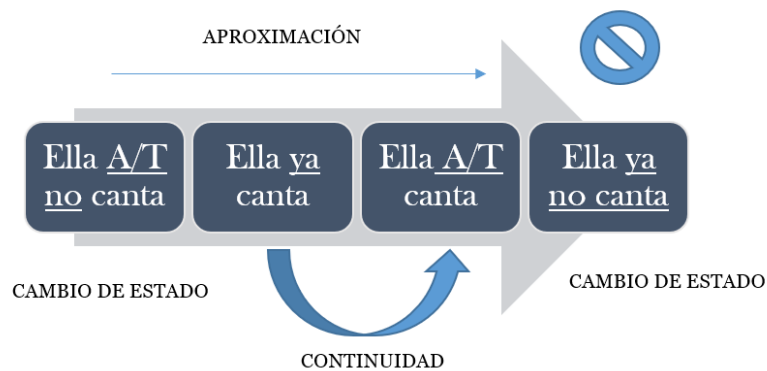 APROXIMACIÓN
Ella A/T
no canta
Ella ya
canta
Ella A/T
canta
Ella ya
no canta
CAMBIO DE ESTADO
CAMBIO DE ESTADO
CONTINUIDAD